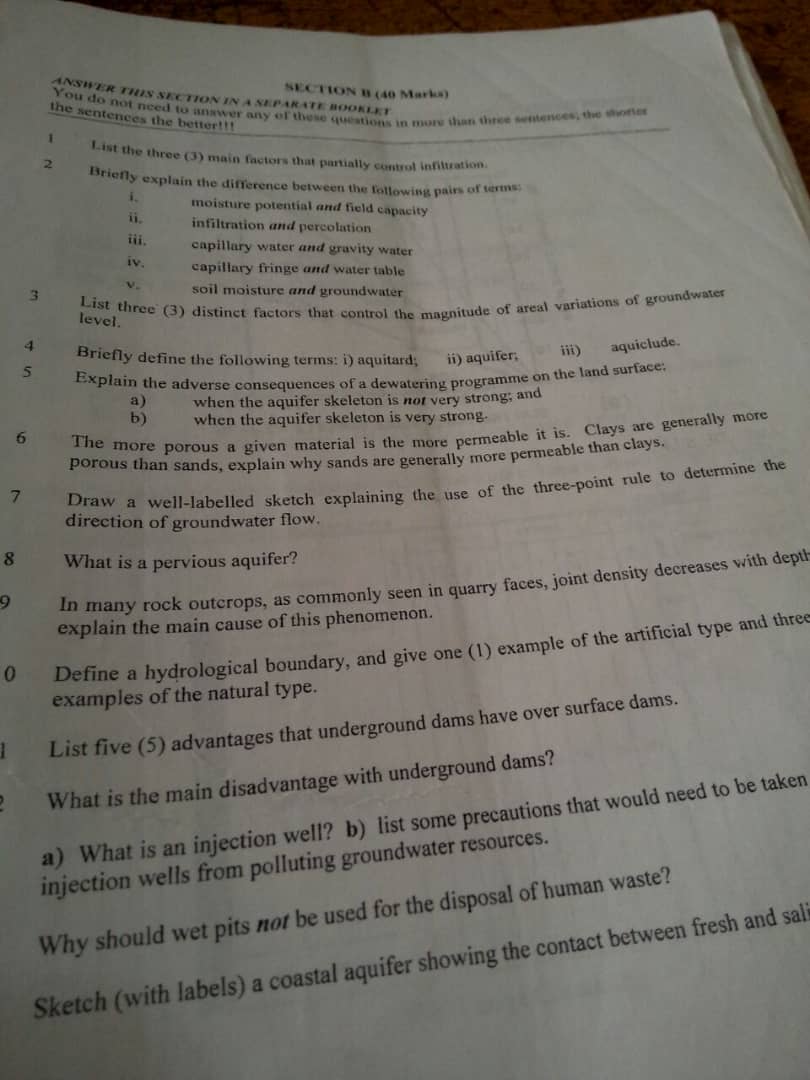 SECTION B (40 Marks)
ANSWER THIS SECTION IN A SEPARATE BOOKLET
You do not need to answer any of these questions in more than three sentences; the shorter
the sentences the better!!!
1 List the three (3) main factors that partially control infiltration.
2 Briefly explain the difference between the following pairs of terms:
i. moisture potential and field capacity
ii. infiltration and percolation
iii. capillary water and gravity water
iv. capillary fringe and water table
v. soil moisture and groundwater
3 List three (3) distinct factors that control the magnitude of areal variations of groundwater
level.
4 Briefly define the following terms: i) aquitard; ii) aquifer; iii) aquiclude.
5 Explain the adverse consequences of a dewatering programme on the land surface:
a) when the aquifer skeleton is not very strong; and
b) when the aquifer skeleton is very strong.
6 The more porous a given material is the more permeable it is. Clays are generally more
porous than sands, explain why sands are generally more permeable than clays.
7 Draw a well-labelled sketch explaining the use of the three-point rule to determine the
direction of groundwater flow.
8 What is a pervious aquifer?
9 In many rock outcrops, as commonly seen in quarry faces, joint density decreases with depth
explain the main cause of this phenomenon.
0 Define a hydrological boundary, and give one (1) example of the artificial type and three
examples of the natural type.
1 List five (5) advantages that underground dams have over surface dams.
2 What is the main disadvantage with underground dams?
a) What is an injection well? b) list some precautions that would need to be taken
injection wells from polluting groundwater resources.
Why should wet pits not be used for the disposal of human waste?
Sketch (with labels) a coastal aquifer showing the contact between fresh and sali